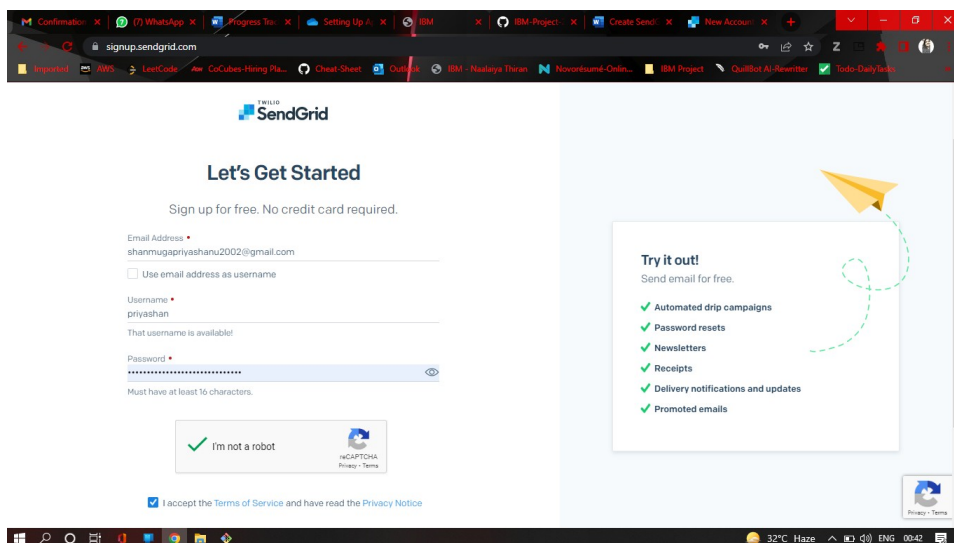 Confirmation
(7) WhatsApp
Progress Trac
Setting Up A
IBM
IBM-Project
Create Send
New Account
signup.sendgrid.com
Imported
AWS
LeetCode
CoCubes-Hiring Pla...
Cheat-Sheet
Outlook
IBM - Naalaiya Thiran
Novorésumé-Onlin...
IBM Project
QuillBot AI-Rewritter
Todo-DailyTasks
TWILIO
SendGrid
Let's Get Started
Sign up for free. No credit card required.
Email Address •
shanmugapriyashanu2002@gmail.com
Use email address as username
Username •
priyashan
That username is available!
Password •
Must have at least 16 characters.
I'm not a robot
reCAPTCHA
Privacy - Terms
I accept the Terms of Service and have read the Privacy Notice
Try it out!
Send email for free.
Automated drip campaigns
Password resets
Newsletters
Receipts
Delivery notifications and updates
Promoted emails
Privacy - Terms
32°C Haze
ENG
00:42